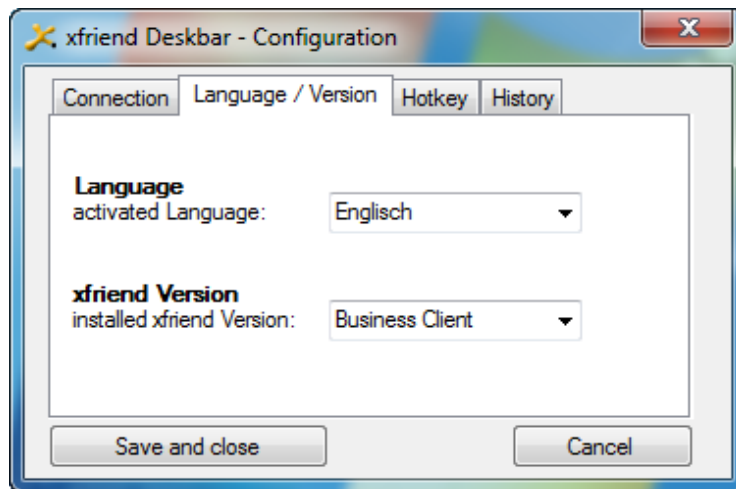 xfriend Deskbar - Configuration
Connection Language / Version Hotkey History
Language
activated Language: Englisch
xfriend Version
installed xfriend Version: Business Client
Save and close Cancel